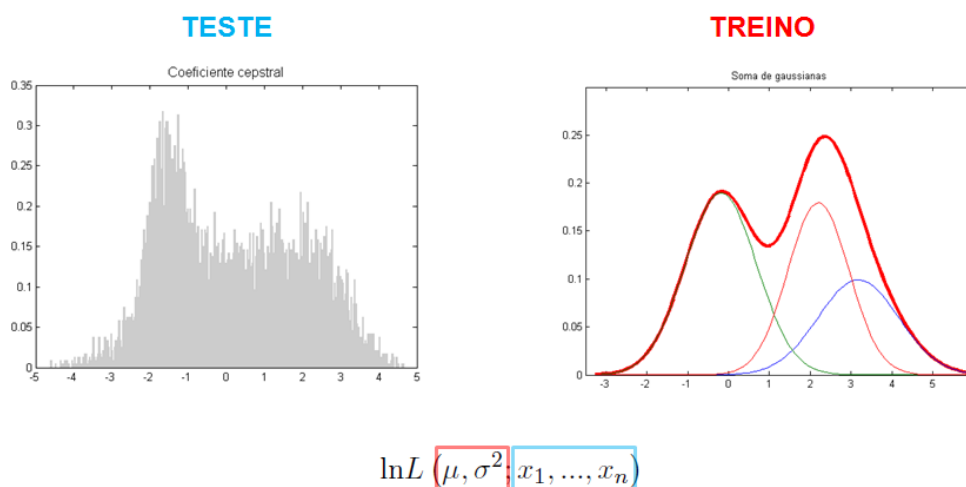 TESTE
Coeficiente cepstral
0.35
0.3
0.25
0.2
0.15
0.1
0.05
0
-5 -4 -3 -2 -1 0 1 2 3 4 5
TREINO
Soma de gaussianas
0.25
0.2
0.15
0.1
0.05
0
-3 -2 -1 0 1 2 3 4 5
lnL (μ, σ²; x₁, ..., xₙ)